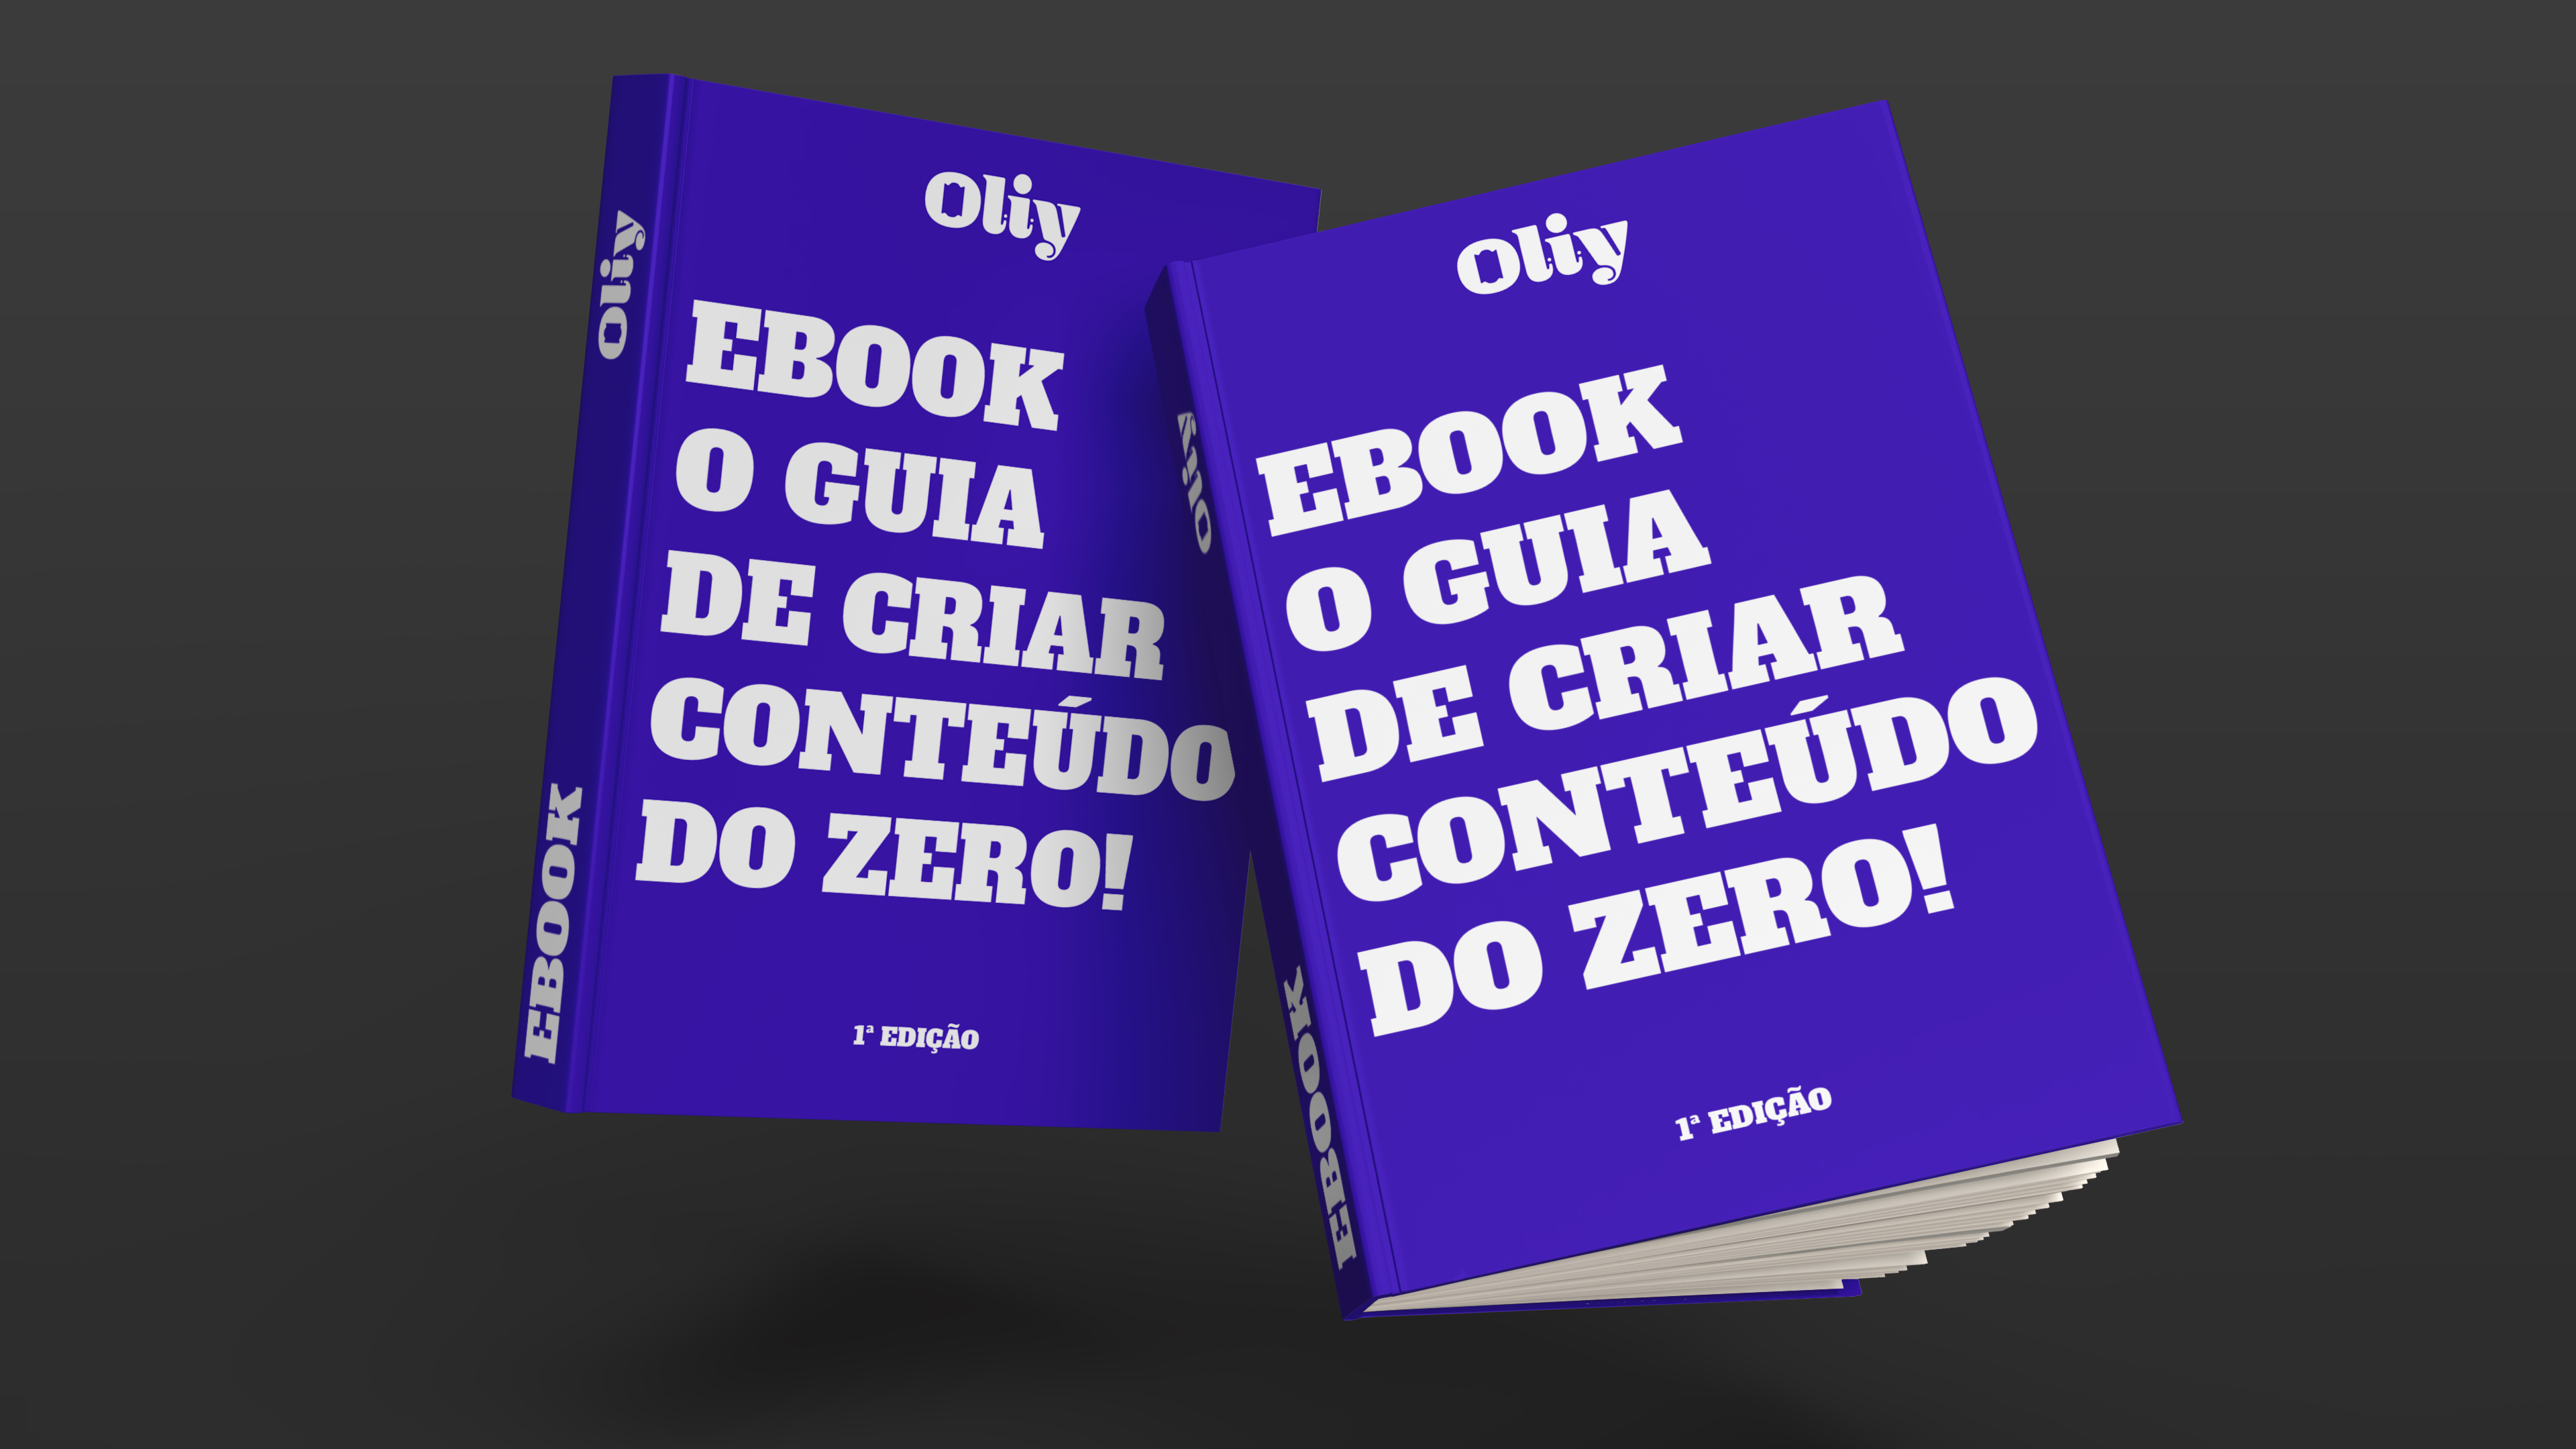 Oliy
EBOOK
O GUIA
DE CRIAR
CONTEÚDO
DO ZERO!
1ª EDIÇÃO
Oliy
EBOOK
Oliy
EBOOK
O GUIA
DE CRIAR
CONTEÚDO
DO ZERO!
1ª EDIÇÃO
Oliy
EBOOK